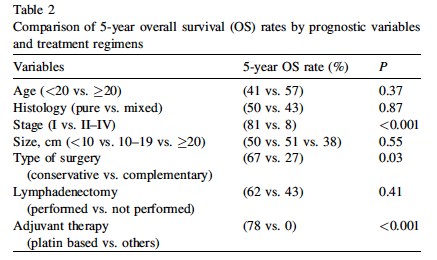 Table 2
Comparison of 5-year overall survival (OS) rates by prognostic variables
and treatment regimens
Variables 5-year OS rate (%) P
Age (<20 vs. ≥20) (41 vs. 57) 0.37
Histology (pure vs. mixed) (50 vs. 43) 0.87
Stage (I vs. II–IV) (81 vs. 8) <0.001
Size, cm (<10 vs. 10–19 vs. ≥20) (50 vs. 51 vs. 38) 0.55
Type of surgery (67 vs. 27) 0.03
(conservative vs. complementary)
Lymphadenectomy (62 vs. 43) 0.41
(performed vs. not performed)
Adjuvant therapy (78 vs. 0) <0.001
(platin based vs. others)